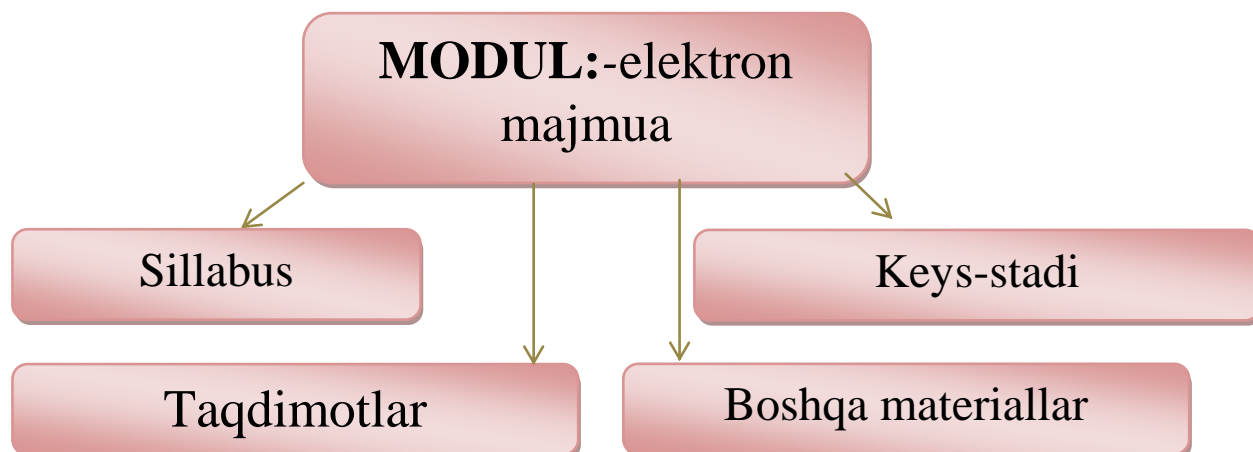 MODUL:-elektron
majmua
Sillabus
Keys-stadi
Taqdimotlar
Boshqa materiallar